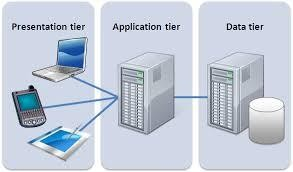 Presentation tier
Application tier
Data tier